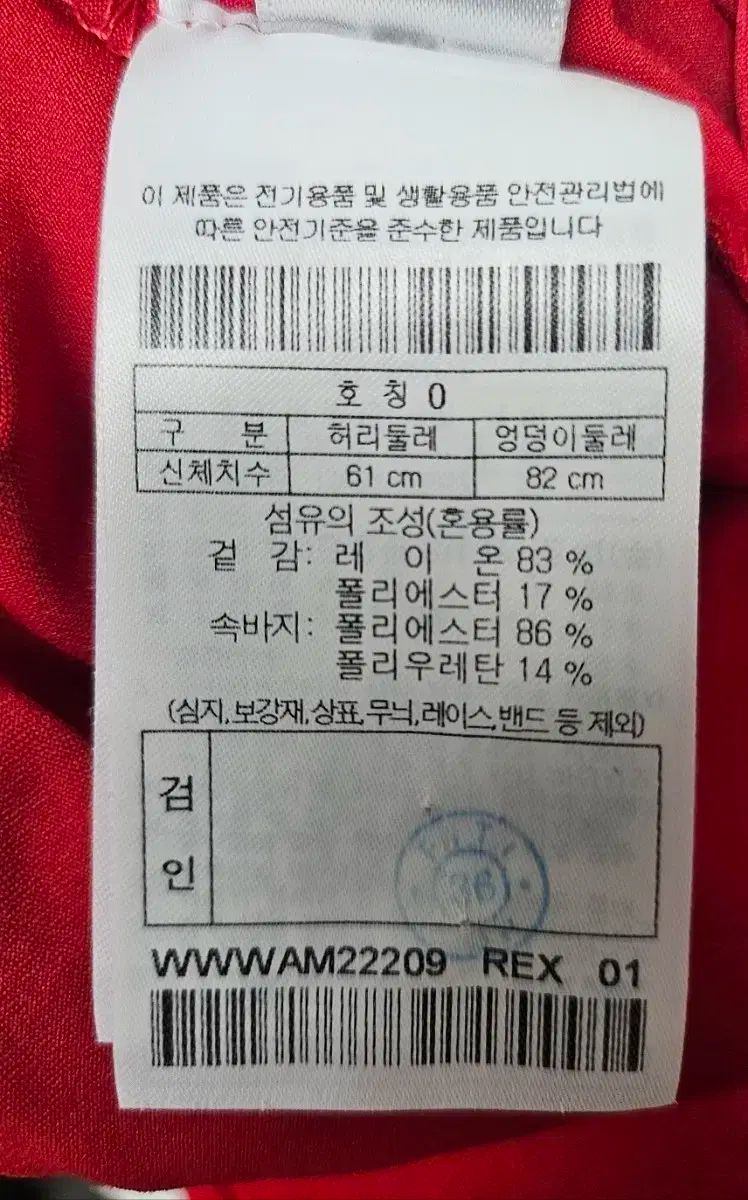 이 제품은 전기용품 및 생활용품 안전관리법에
따른 안전기준을 준수한 제품입니다
호 칭 0
구 분 허리둘레 엉덩이둘레
신체치수 61 cm 82 cm
섬유의 조성(혼용률)
겉 감: 레 이 온 83 %
폴리에스터 17 %
속바지: 폴리에스터 86 %
폴리우레탄 14 %
(심지,보강재,상표,무늬,레이스,밴드 등 제외)
검
인
36
WWWAM22209 REX 01